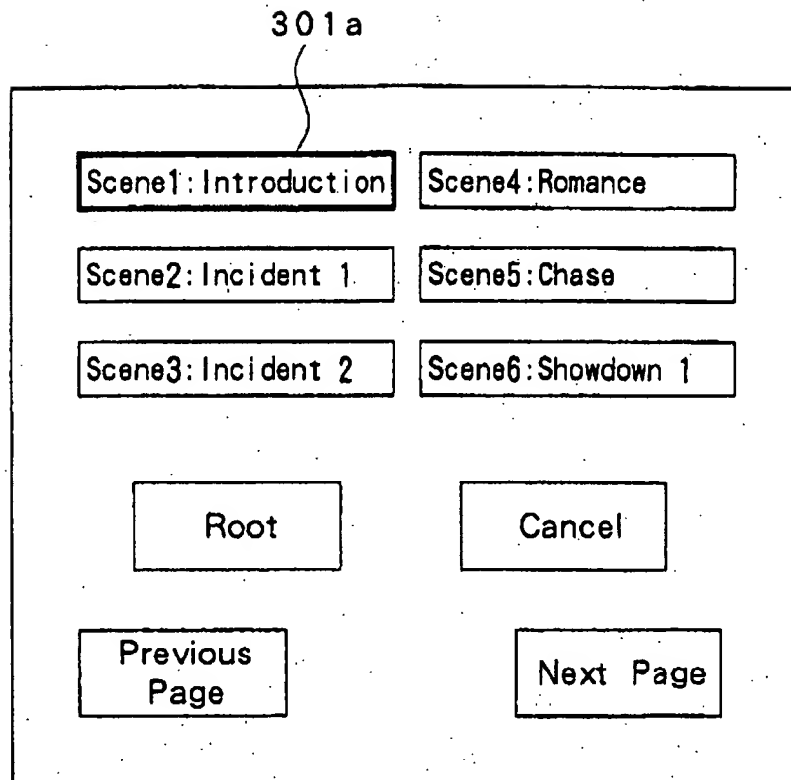 301a
Scene1:Introduction
Scene4:Romance
Scene2:Incident 1
Scene5:Chase
Scene3:Incident 2
Scene6:Showdown 1
Root
Cancel
Previous
Page
Next Page